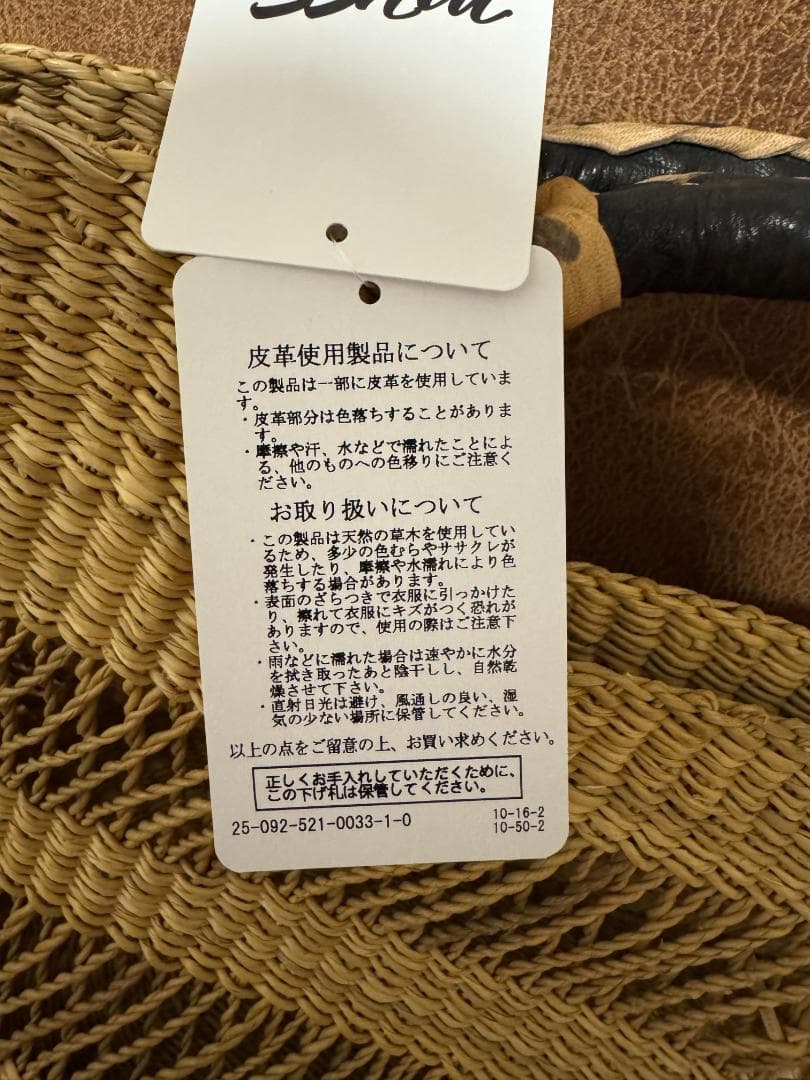 皮革使用製品について
この製品は一部に皮革を使用していま
す。
・皮革部分は色落ちすることがありま
す。
・摩擦や汗、水などで濡れたことによ
る、他のものへの色移りにご注意く
ださい。
お取り扱いについて
・この製品は天然の草木を使用してい
るため、多少の色むらやササクレが
発生したり、摩擦や水濡れにより色
落ちする場合があります。
・表面のざらつきで衣服に引っかけた
り、擦れて衣服にキズがつく恐れが
ありますので、使用の際はご注意下
さい。
・雨などに濡れた場合は速やかに水分
を拭き取ったあと陰干しし、自然乾
燥させて下さい。
・直射日光は避け、風通しの良い、湿
気の少ない場所に保管してください。
以上の点をご留意の上、お買い求めください。
正しくお手入れしていただくために、
この下げ札は保管してください。
25-092-521-0033-1-0
10-16-2
10-50-2